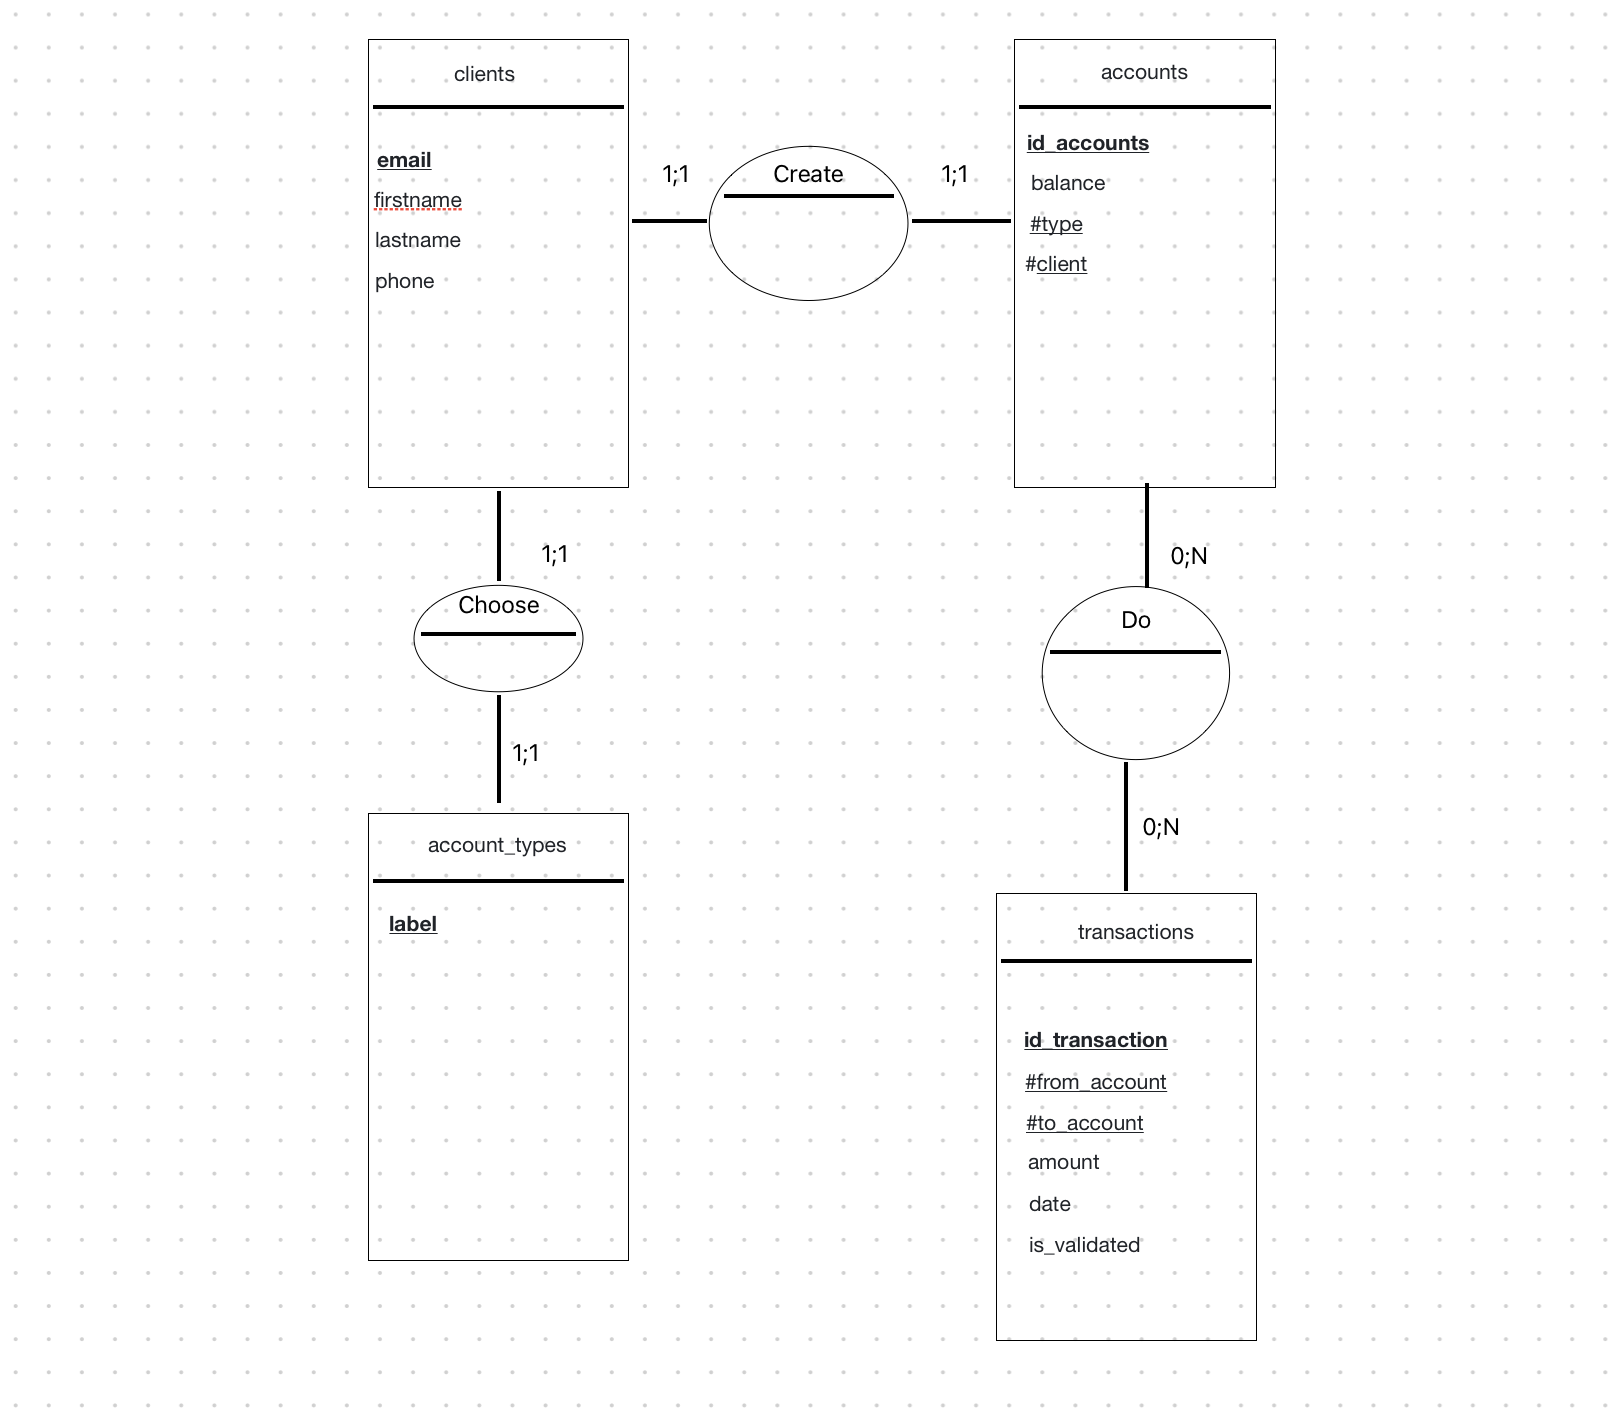 clients
email
firstname
lastname
phone
1;1
Create
1;1
accounts
id_accounts
balance
#type
#client
1;1
Choose
1;1
account_types
label
0;N
Do
0;N
transactions
id_transaction
#from_account
#to_account
amount
date
is_validated